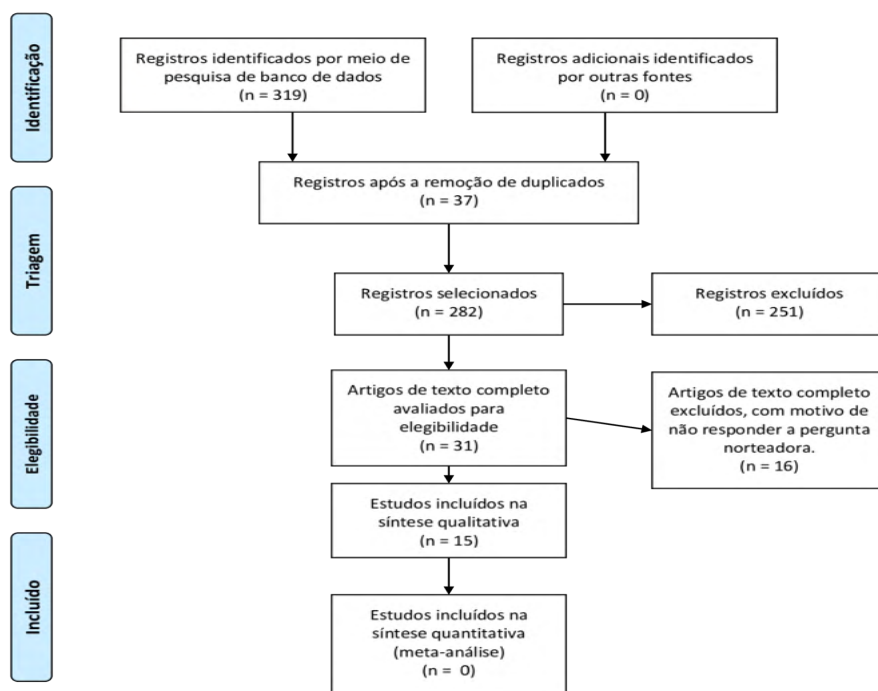 Identificação
Registros identificados por meio de
pesquisa de banco de dados
(n = 319)
Registros adicionais identificados
por outras fontes
(n = 0)
Registros após a remoção de duplicados
(n = 37)
Triagem
Registros selecionados
(n = 282)
Registros excluídos
(n = 251)
Elegibilidade
Artigos de texto completo
avaliados para
elegibilidade
(n = 31)
Artigos de texto completo
excluídos, com motivo de
não responder a pergunta
norteadora.
(n = 16)
Estudos incluídos na
síntese qualitativa
(n = 15)
Incluído
Estudos incluídos na
síntese quantitativa
(meta-análise)
(n = 0)